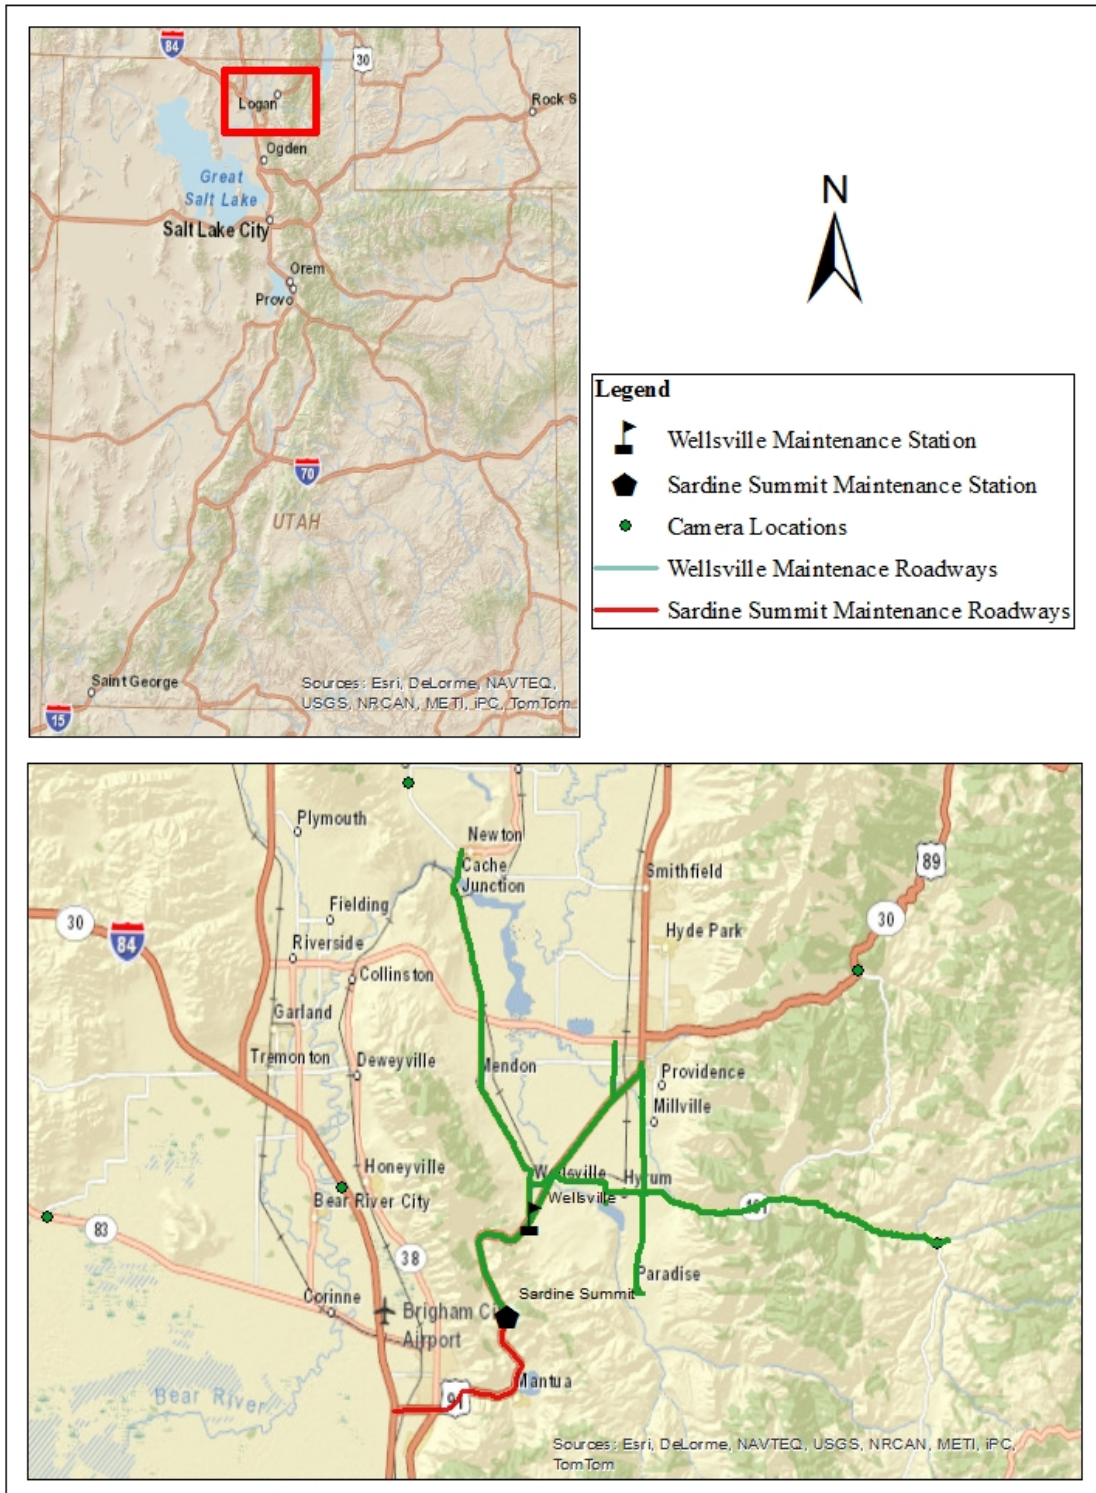 84
30
Logan
Rock S
Ogden
Great
Salt Lake
Salt Lake City
Orem
Provo
70
UTAH
Saint George
15
Sources: Esri, DeLorme, NAVTEQ,
USGS, NRCAN, METI, iPC, TomTom
N
Legend
Wellsville Maintenance Station
Sardine Summit Maintenance Station
Camera Locations
Wellsville Maintenace Roadways
Sardine Summit Maintenance Roadways
Plymouth
Newton
Cache
Junction
Smithfield
89
Fielding
30
84
30
Hyde Park
Riverside
Collinston
Garland
Tremonton
Deweyville
Mendon
Providence
Millville
Honeyville
Wellsville
Hyrum
Bear River City
Wellsville
101
83
38
Paradise
Sardine Summit
Corinne
Brigham City
Airport
Mantua
Bear River
91
Sources: Esri, DeLorme, NAVTEQ, USGS, NRCAN, METI, iPC,
TomTom